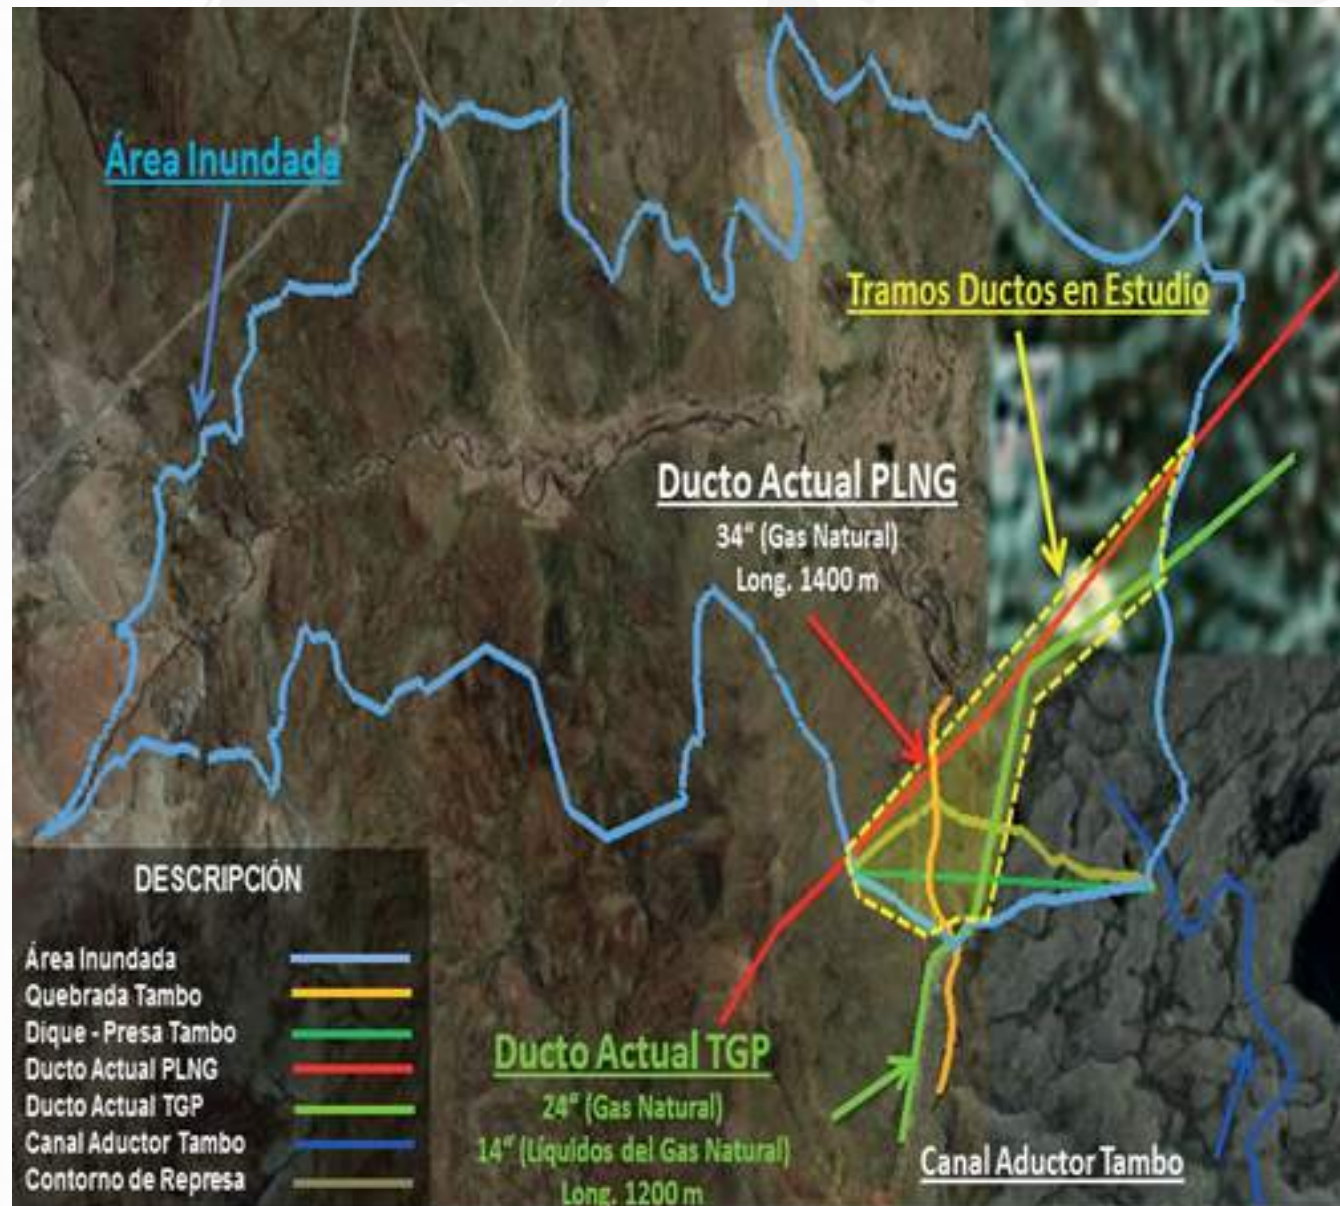 Área Inundada
Tramos Ductos en Estudio
Ducto Actual PLNG
34" (Gas Natural)
Long. 1400 m
DESCRIPCIÓN
Área Inundada
Quebrada Tambo
Dique - Presa Tambo
Ducto Actual PLNG
Ducto Actual TGP
Canal Aductor Tambo
Contorno de Represa
Ducto Actual TGP
24" (Gas Natural)
14" (Líquidos del Gas Natural)
Long. 1200 m
Canal Aductor Tambo